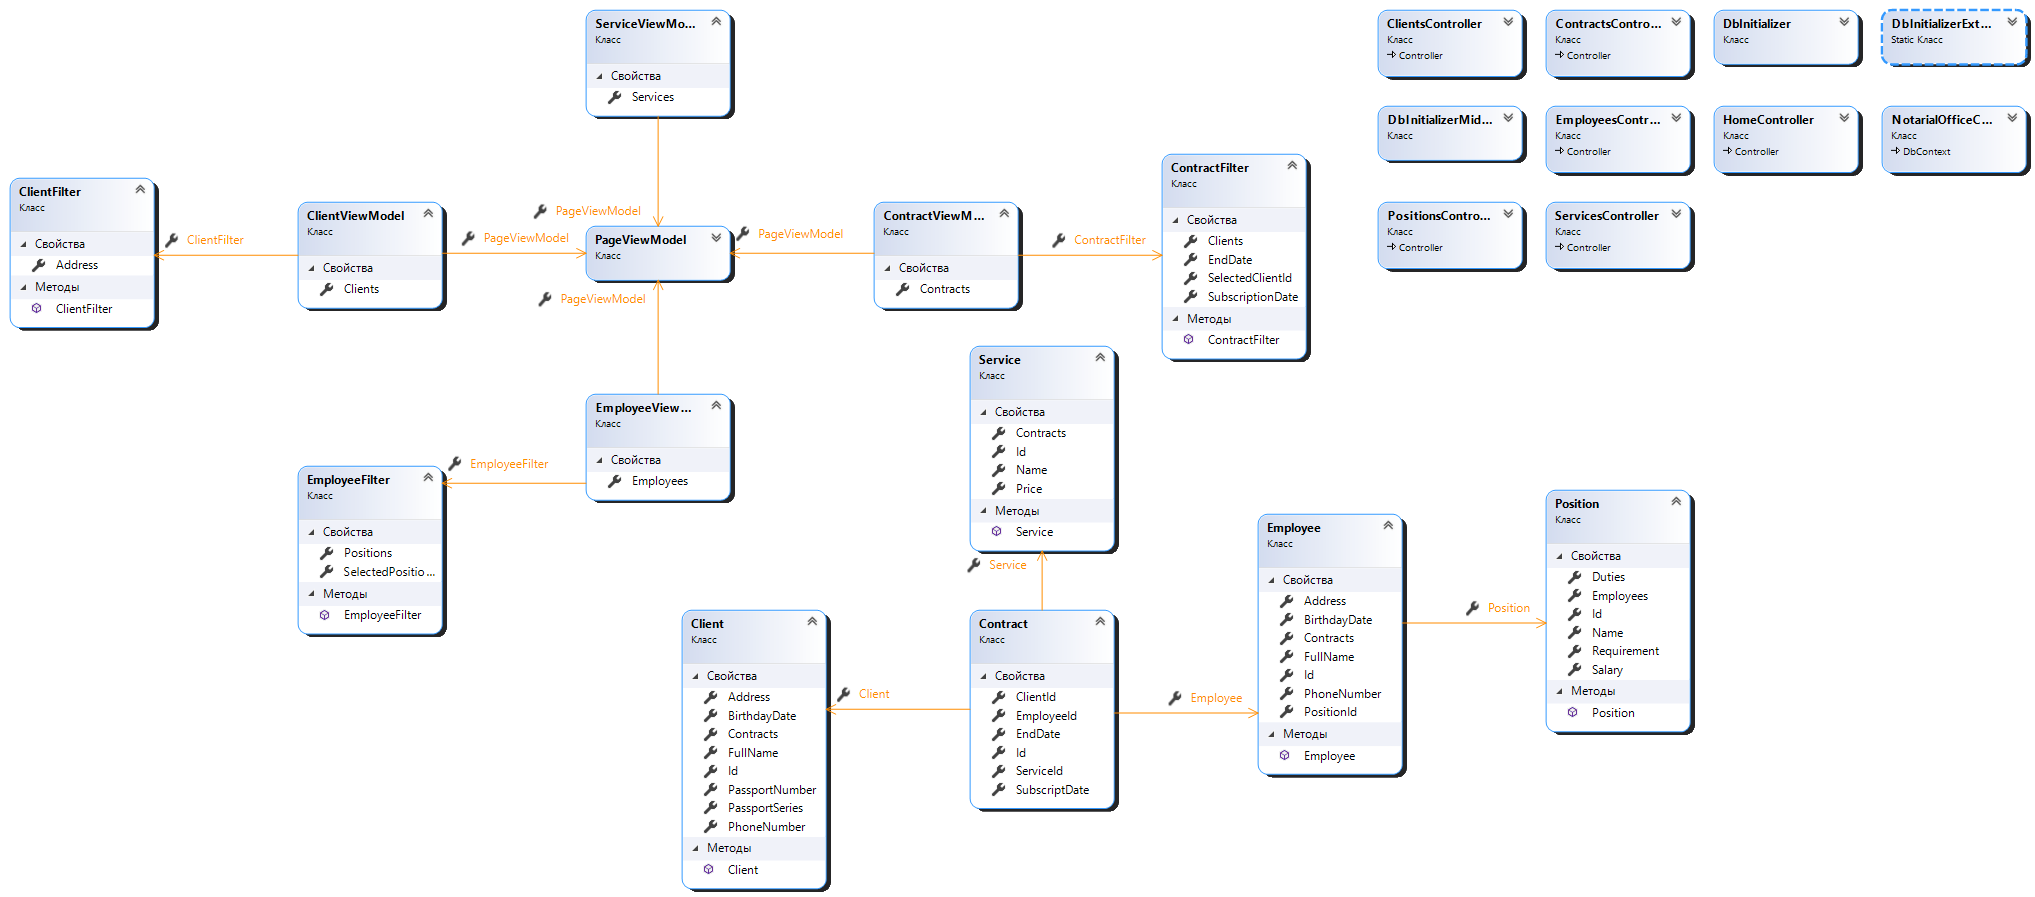 ServiceViewMo...
Класс
Свойства
Services
ClientsController
Класс
Controller
ContractsContro...
Класс
Controller
DbInitializer
Класс
DbInitializerExt...
Static Класс
DbInitializerMid...
Класс
EmployeesContr...
Класс
Controller
HomeController
Класс
Controller
NotarialOfficeC...
Класс
DbContext
PositionsContro...
Класс
Controller
ServicesController
Класс
Controller
ClientFilter
Класс
Свойства
Address
Методы
ClientFilter
ClientFilter
ClientViewModel
Класс
Свойства
Clients
PageViewModel
PageViewModel
PageViewModel
Класс
PageViewModel
PageViewModel
ContractViewM...
Класс
Свойства
Contracts
ContractFilter
ContractFilter
Класс
Свойства
Clients
EndDate
SelectedClientId
SubscriptionDate
Методы
ContractFilter
EmployeeView...
Класс
Свойства
Employees
EmployeeFilter
EmployeeFilter
Класс
Свойства
Positions
SelectedPositio...
Методы
EmployeeFilter
Service
Класс
Свойства
Contracts
Id
Name
Price
Методы
Service
Service
Client
Класс
Свойства
Address
BirthdayDate
Contracts
FullName
Id
PassportNumber
PassportSeries
PhoneNumber
Методы
Client
Client
Contract
Класс
Свойства
ClientId
EmployeeId
EndDate
Id
ServiceId
SubscriptDate
Employee
Employee
Класс
Свойства
Address
BirthdayDate
Contracts
FullName
Id
PhoneNumber
PositionId
Методы
Employee
Position
Position
Класс
Свойства
Duties
Employees
Id
Name
Requirement
Salary
Методы
Position